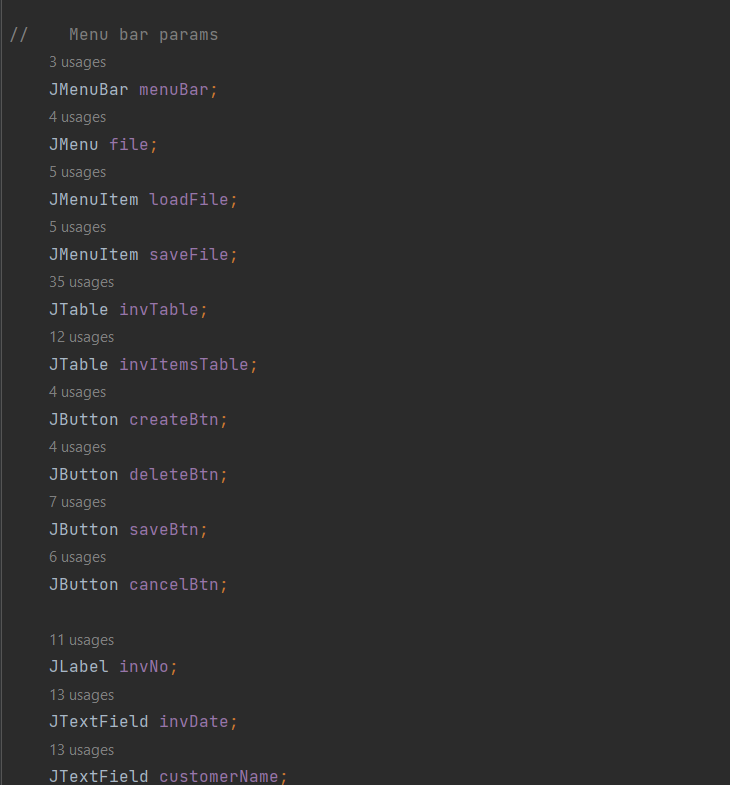 //    Menu bar params
3 usages
JMenuBar menuBar;
4 usages
JMenu file;
5 usages
JMenuItem loadFile;
5 usages
JMenuItem saveFile;
35 usages
JTable invTable;
12 usages
JTable invItemsTable;
4 usages
JButton createBtn;
4 usages
JButton deleteBtn;
7 usages
JButton saveBtn;
6 usages
JButton cancelBtn;
11 usages
JLabel invNo;
13 usages
JTextField invDate;
13 usages
JTextField customerName;